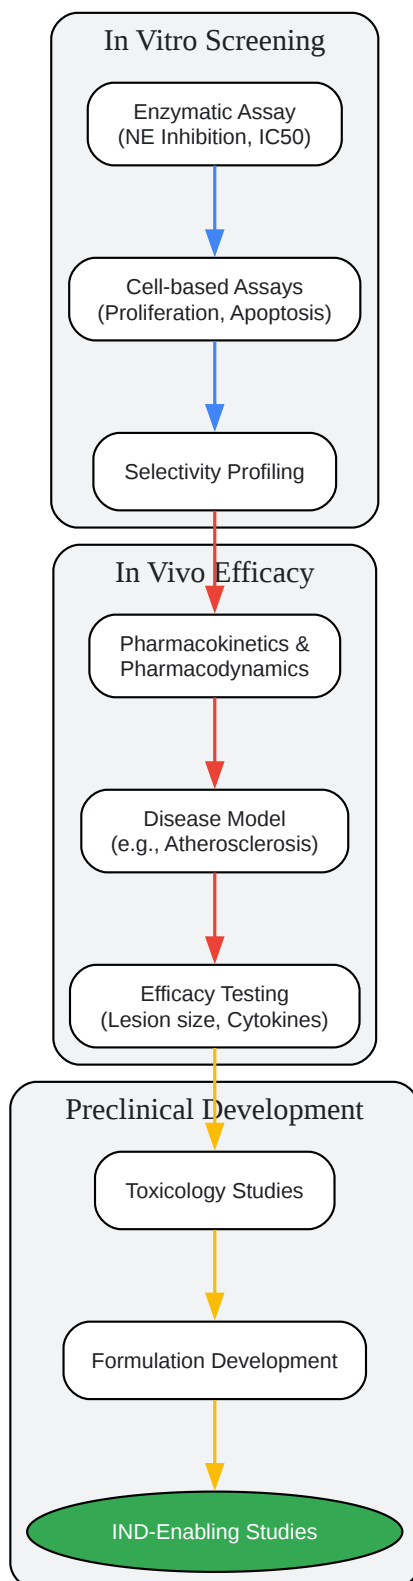 In Vitro Screening
Enzymatic Assay
(NE Inhibition, IC50)
Cell-based Assays
(Proliferation, Apoptosis)
Selectivity Profiling
In Vivo Efficacy
Pharmacokinetics &
Pharmacodynamics
Disease Model
(e.g., Atherosclerosis)
Efficacy Testing
(Lesion size, Cytokines)
Preclinical Development
Toxicology Studies
Formulation Development
IND-Enabling Studies